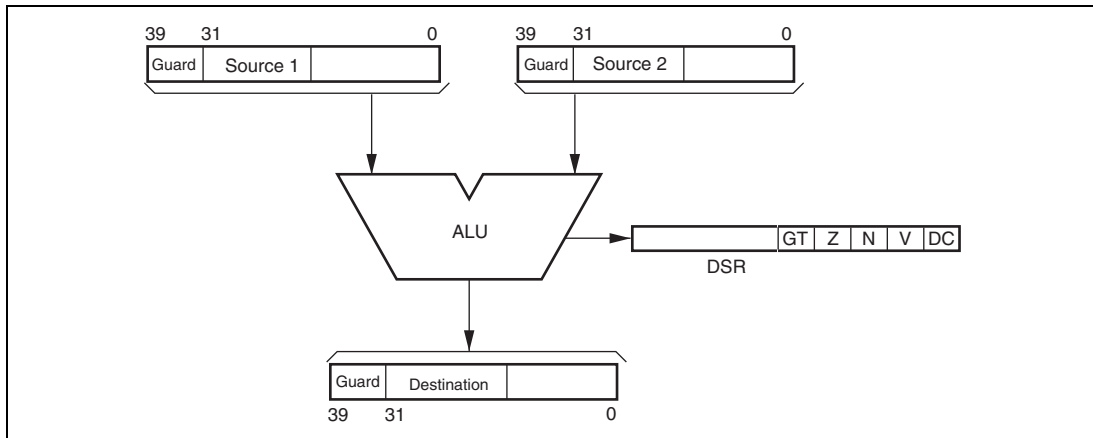 39 31 0 39 31 0
Guard Source 1 Guard Source 2
ALU
GT Z N V DC
DSR
Guard Destination
39 31 0